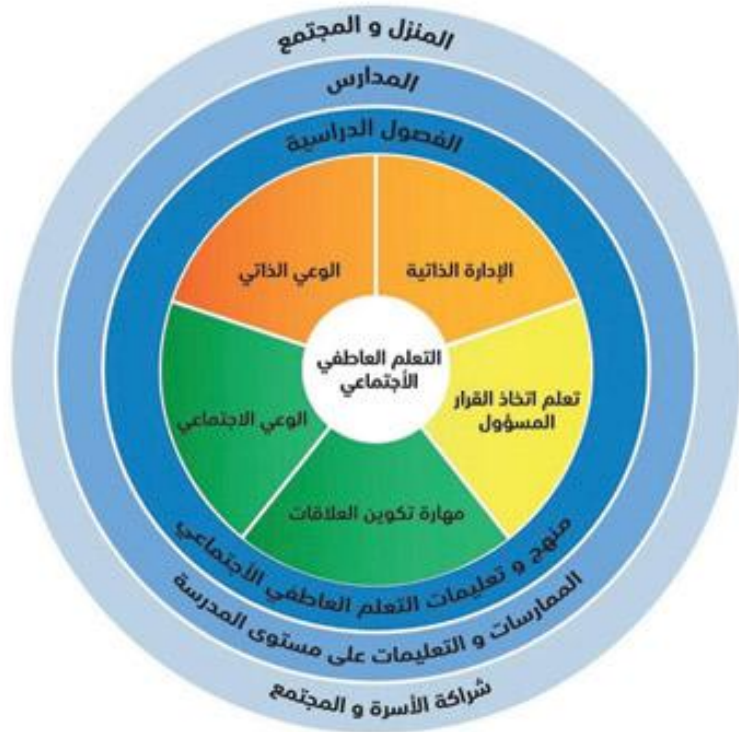 المنزل و المجتمع
المدارس
الفصول الدراسية
الإدارة الذاتية
الوعي الذاتي
التعلم العاطفي
الأجتماعي
تعلم اتخاذ القرار
المسؤول
الوعي الاجتماعي
مهارة تكوين العلاقات
منهج و تعليمات التعلم العاطفي الأجتماعي
الممارسات و التعليمات على مستوى المدرسة
شراكة الأسرة و المجتمع